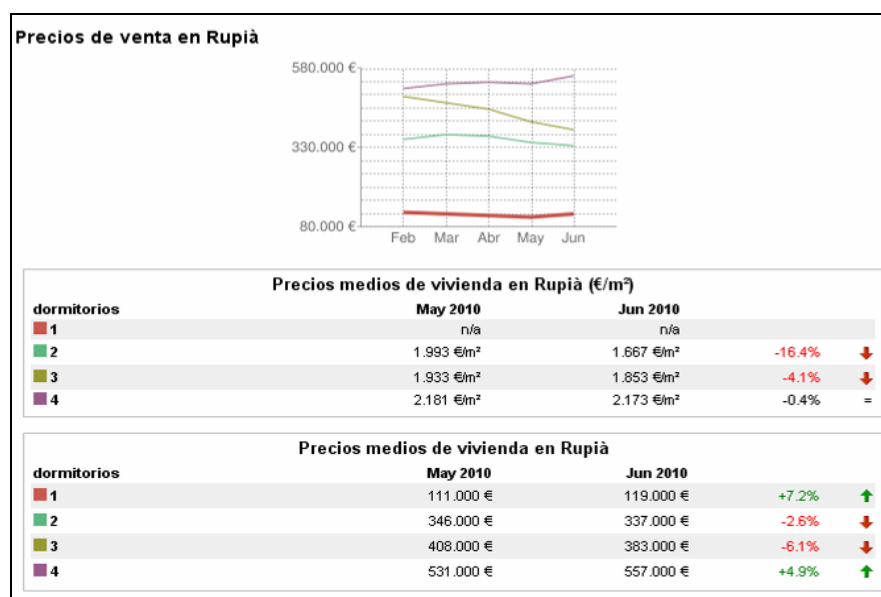 Precios de venta en Rupià
580.000 €
330.000 €
80.000 €
Feb Mar Abr May Jun
Precios medios de vivienda en Rupià (€/m²)
dormitorios May 2010 Jun 2010
1 n/a n/a
2 1.993 €/m² 1.667 €/m² -16.4%
3 1.933 €/m² 1.853 €/m² -4.1%
4 2.181 €/m² 2.173 €/m² -0.4% =
Precios medios de vivienda en Rupià
dormitorios May 2010 Jun 2010
1 111.000 € 119.000 € +7.2%
2 346.000 € 337.000 € -2.6%
3 408.000 € 383.000 € -6.1%
4 531.000 € 557.000 € +4.9%